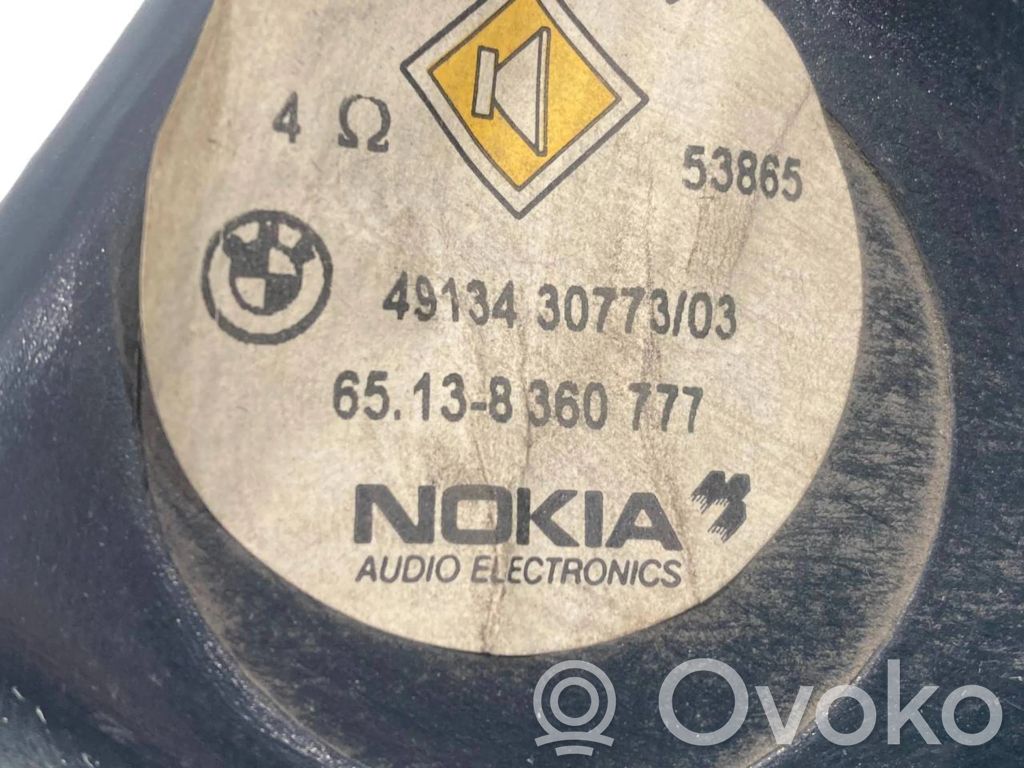 4 Ω
53865
49134 30773/03
65.13-8 360 777
NOKIA
AUDIO ELECTRONICS
Ovoko